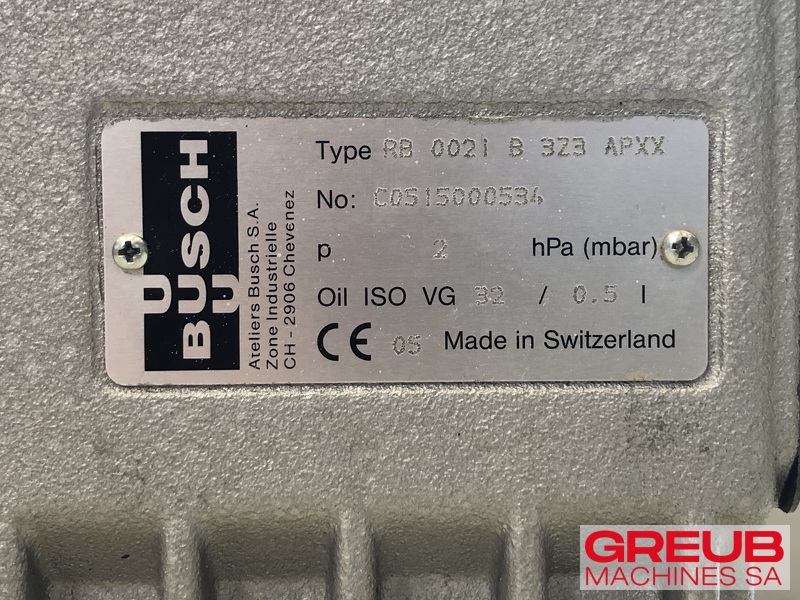 BUSCH
Ateliers Busch S.A.
Zone Industrielle
CH - 2906 Chevenez
Type RB 0021 B 3Z3 APXX
No: C0515000534
p 2 hPa (mbar)
Oil ISO VG 32 / 0.5 l
CE 05 Made in Switzerland
GREUB
MACHINES SA